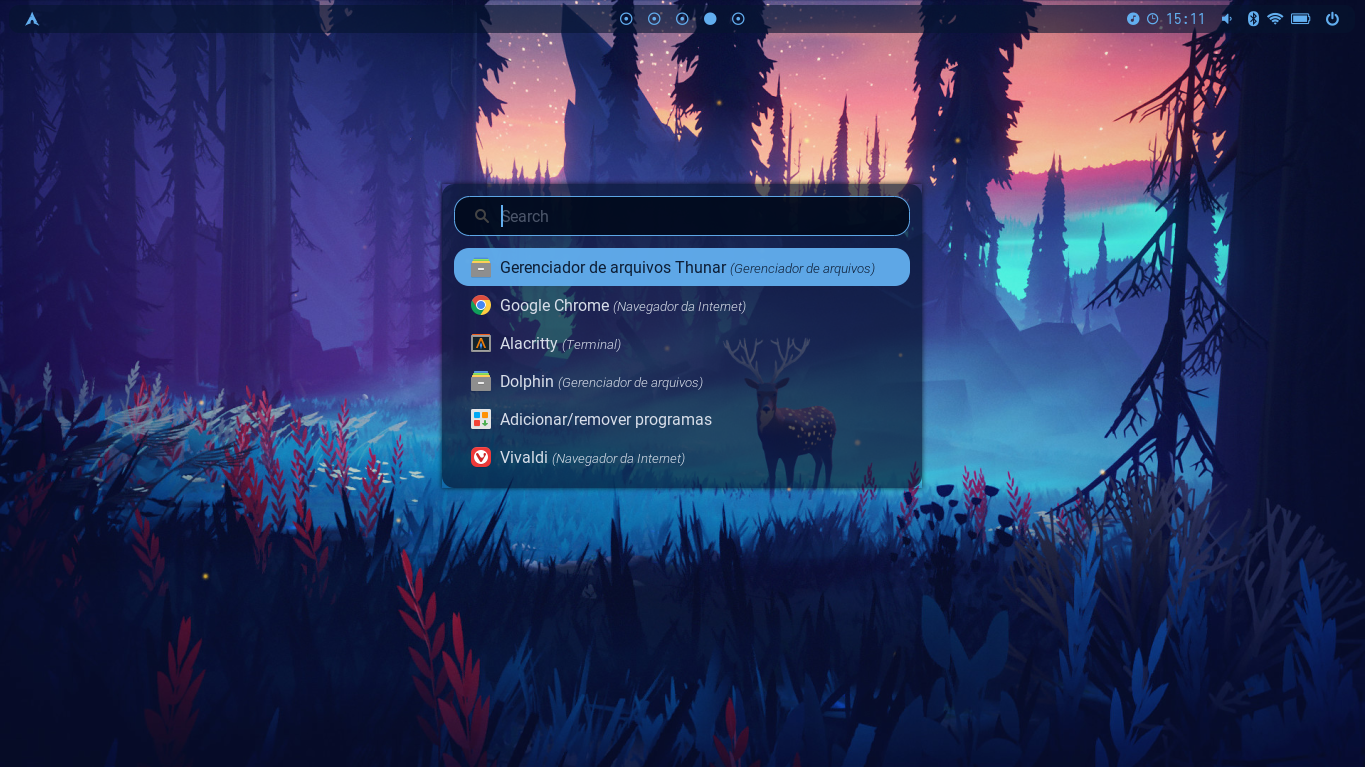 15:11
Search
Gerenciador de arquivos Thunar (Gerenciador de arquivos)
Google Chrome (Navegador da Internet)
Alacritty (Terminal)
Dolphin (Gerenciador de arquivos)
Adicionar/remover programas
Vivaldi (Navegador da Internet)